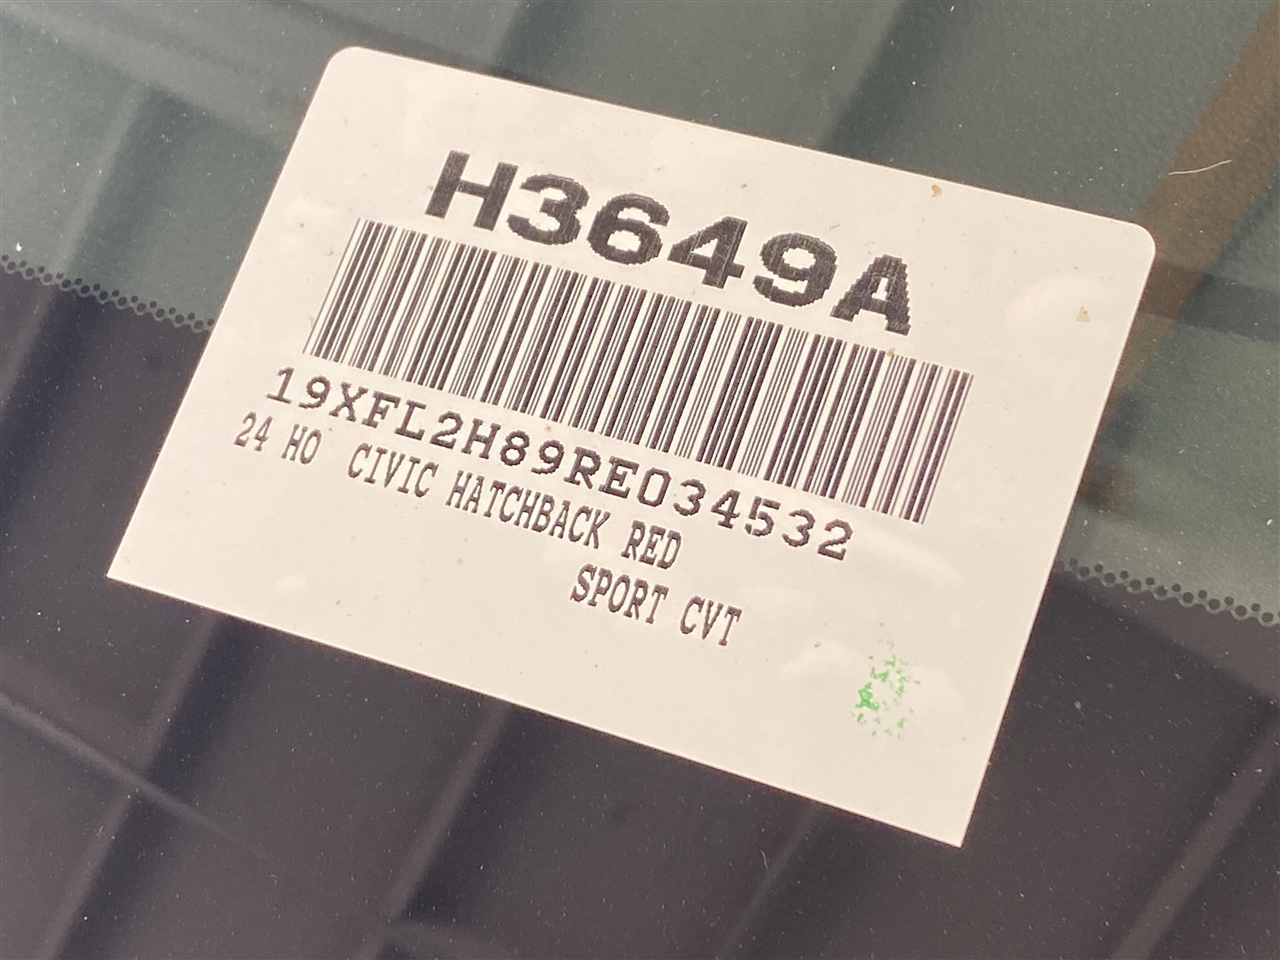 H3649A
19XFL2H89RE034532
24 HO CIVIC HATCHBACK RED
SPORT CVT